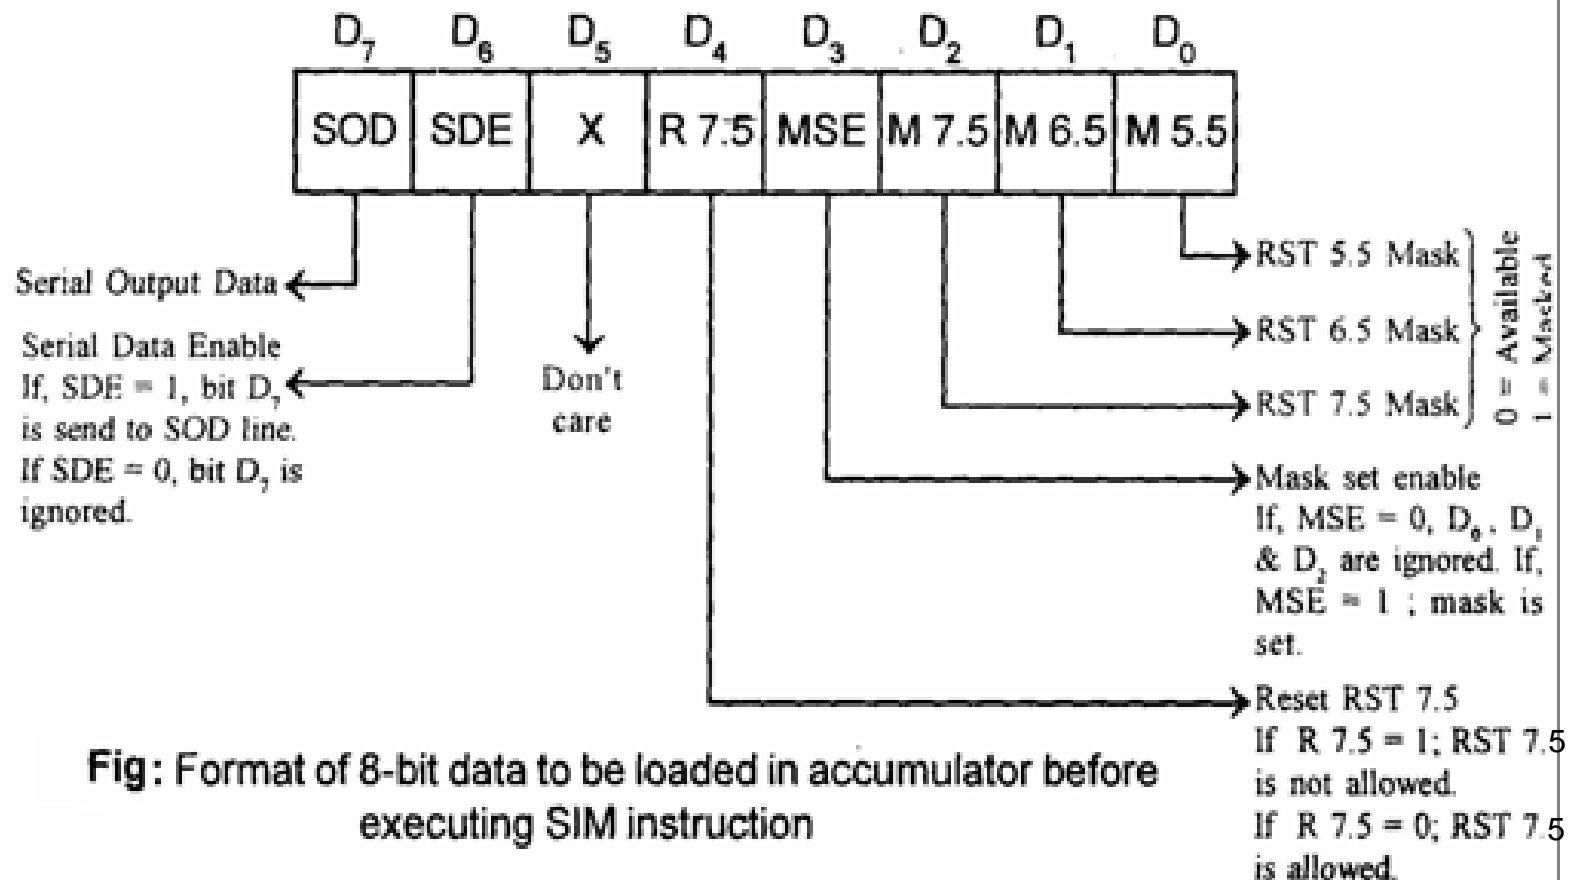 D7 D6 D5 D4 D3 D2 D1 D0
SOD SDE X R 7.5 MSE M 7.5 M 6.5 M 5.5
Serial Output Data
Serial Data Enable
If, SDE = 1, bit D7
is send to SOD line.
If SDE = 0, bit D7 is
ignored.
Don't
care
RST 5.5 Mask
RST 6.5 Mask
RST 7.5 Mask
0 = Available
1 = Masked
Mask set enable
If, MSE = 0, D0, D1
& D2 are ignored. If,
MSE = 1 ; mask is
set.
Reset RST 7.5
If R 7.5 = 1; RST 7.5
is not allowed.
If R 7.5 = 0; RST 7.5
is allowed.
Fig: Format of 8-bit data to be loaded in accumulator before
executing SIM instruction